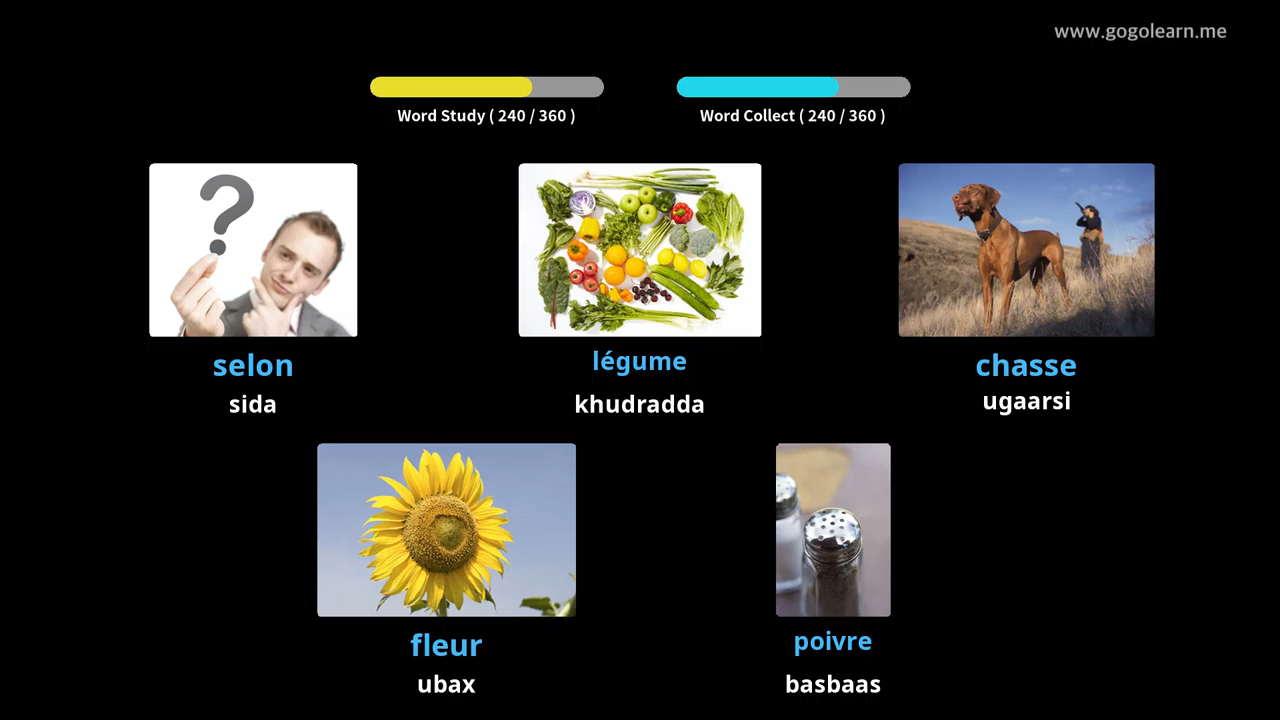 www.gogolearn.me
Word Study ( 240 / 360 )
Word Collect ( 240 / 360 )
?
selon
sida
légume
khudradda
chasse
ugaarsi
fleur
ubax
poivre
basbaas